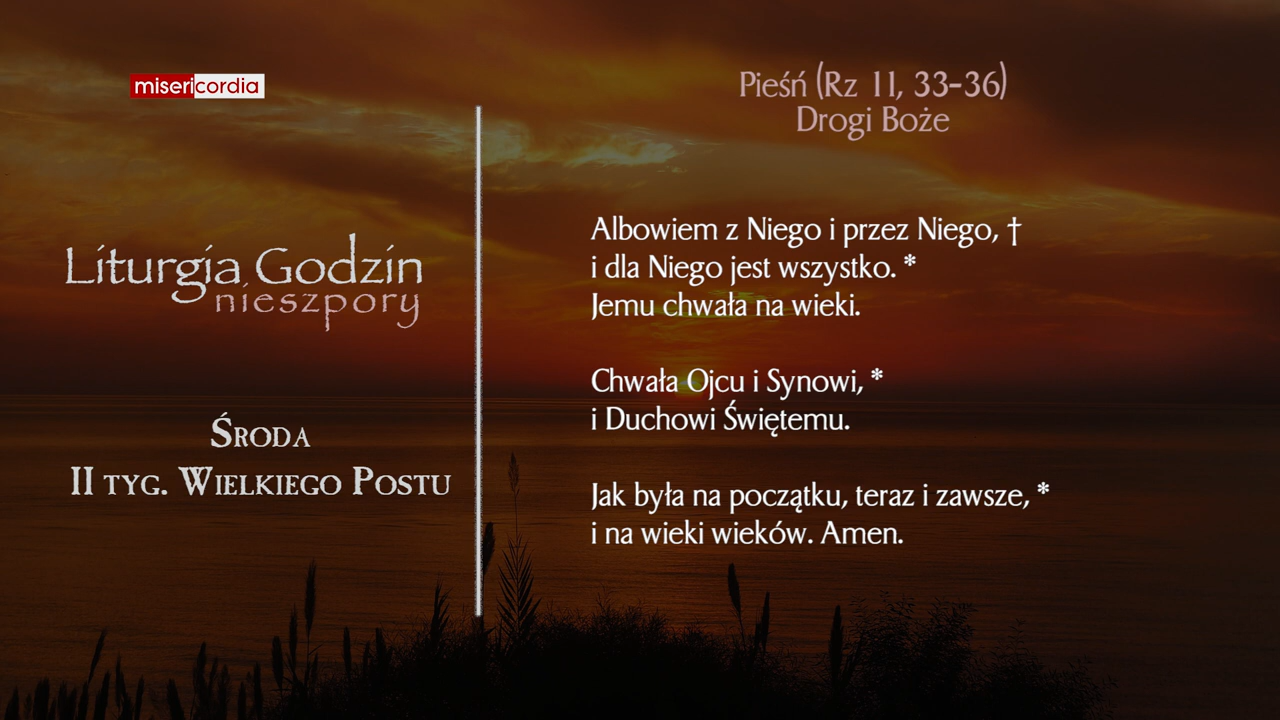 misericordia
Liturgia Godzin
nieszpory
Środa
II tyg. Wielkiego Postu
Pieśń (Rz 11, 33-36)
Drogi Boże
Albowiem z Niego i przez Niego, †
i dla Niego jest wszystko. *
Jemu chwała na wieki.
Chwała Ojcu i Synowi, *
i Duchowi Świętemu.
Jak była na początku, teraz i zawsze, *
i na wieki wieków. Amen.